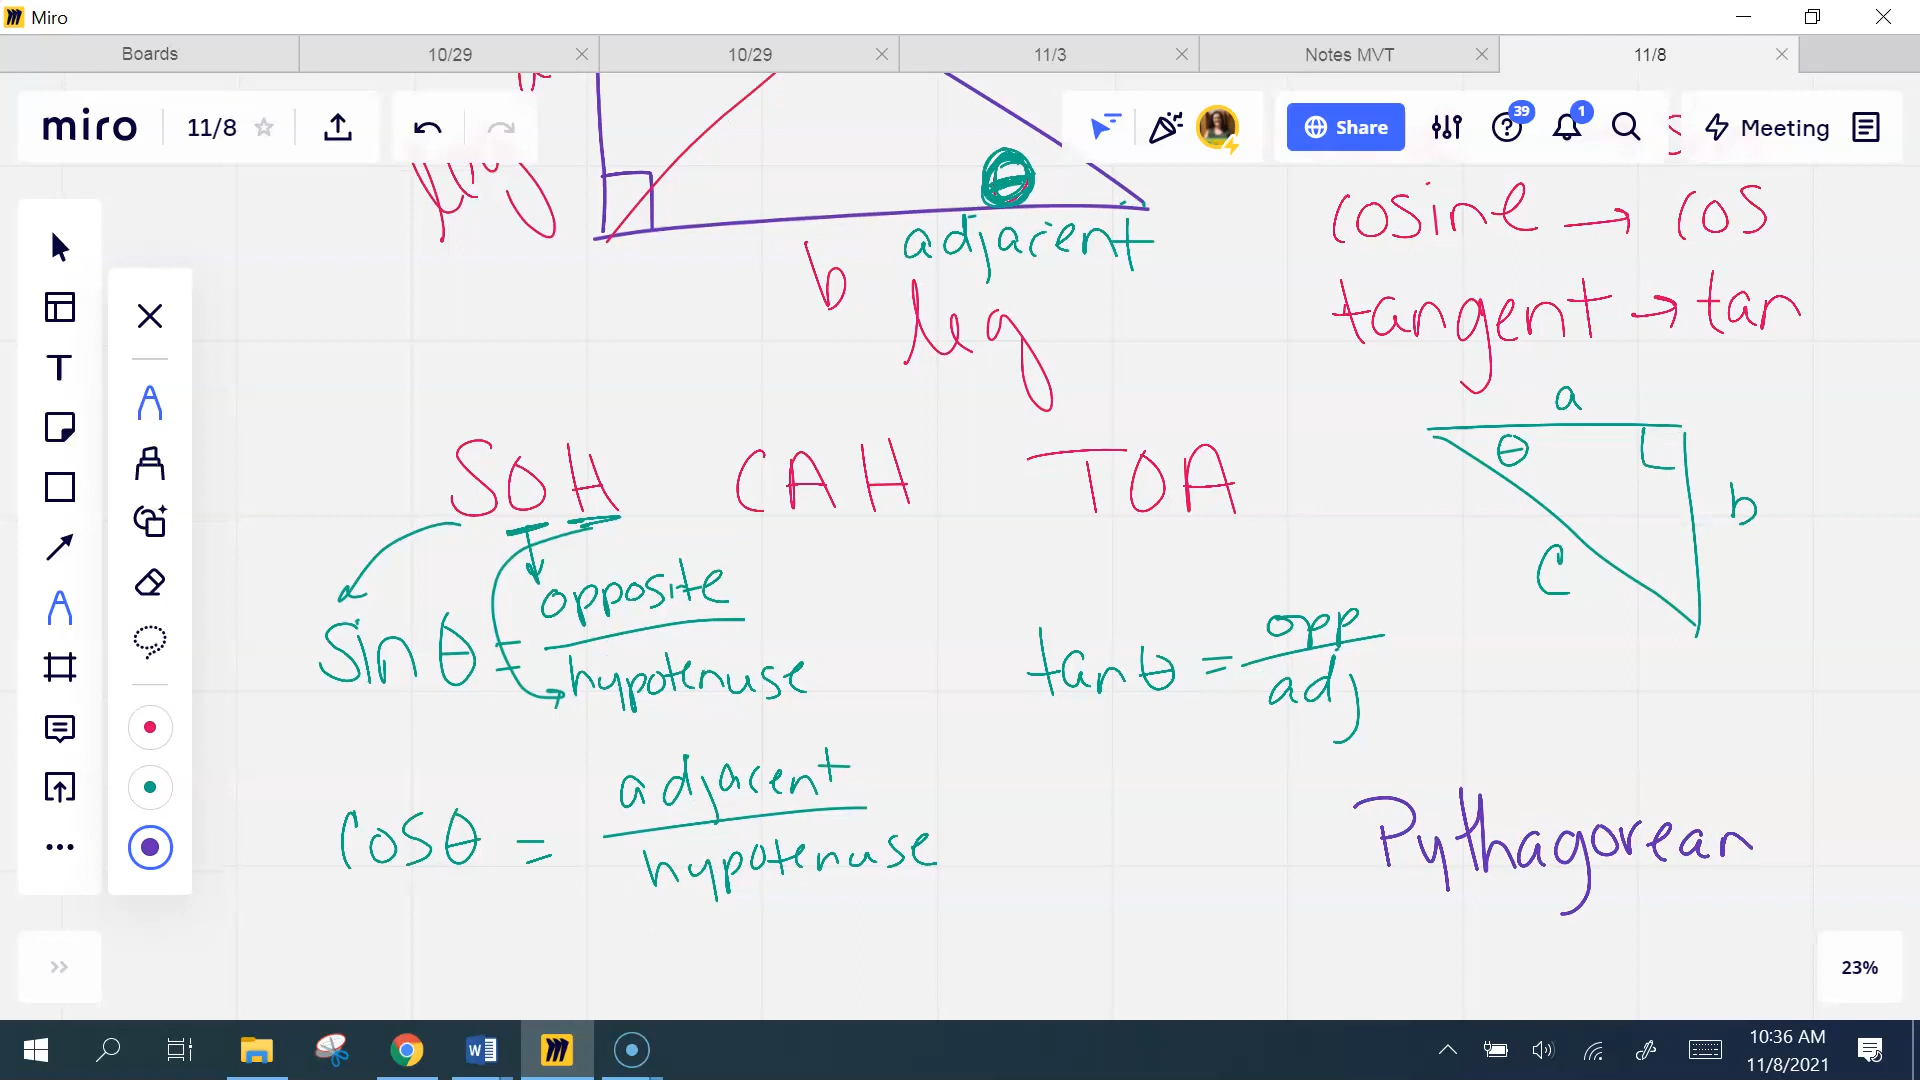 Miro
Boards
10/29
10/29
11/3
Notes MVT
11/8
miro
11/8
Share
39
1
Meeting
cosine → cos
adjacent
b
leg
tangent → tan
a
θ
b
c
SOH CAH TOA
sin θ = opposite / hypotenuse
tan θ = opp / adj
cos θ = adjacent / hypotenuse
Pythagorean
T
23%
10:36 AM
11/8/2021